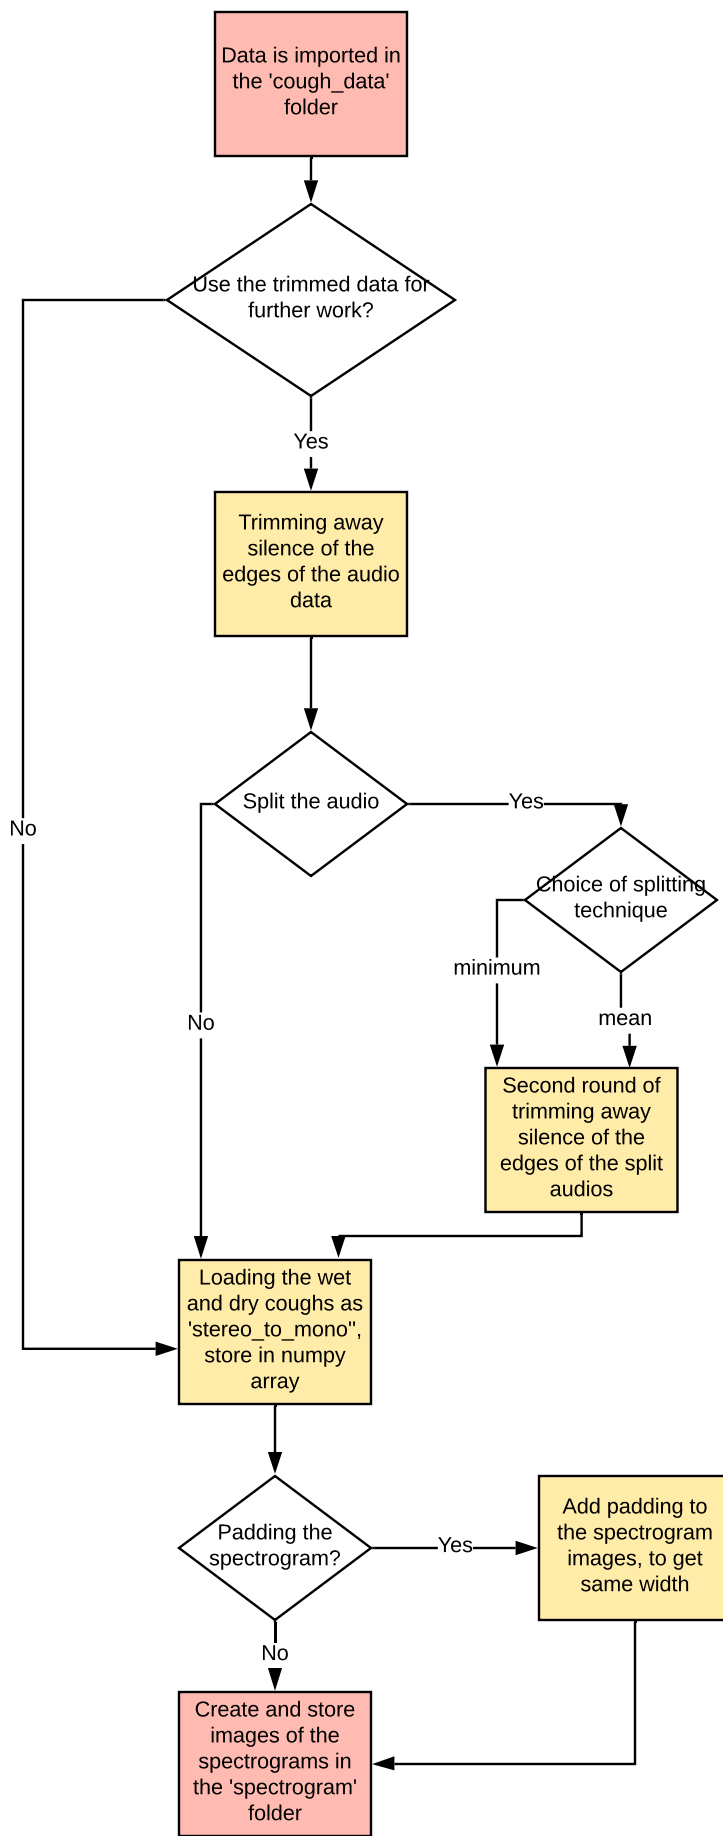 Data is imported in
the 'cough_data'
folder
Use the trimmed data for
further work?
Yes
Trimming away
silence of the
edges of the audio
data
Split the audio
Yes
No
Choice of splitting
technique
minimum
mean
No
Second round of
trimming away
silence of the
edges of the split
audios
Loading the wet
and dry coughs as
'stereo_to_mono",
store in numpy
array
Padding the
spectrogram?
Yes
Add padding to
the spectrogram
images, to get
same width
No
Create and store
images of the
spectrograms in
the 'spectrogram'
folder